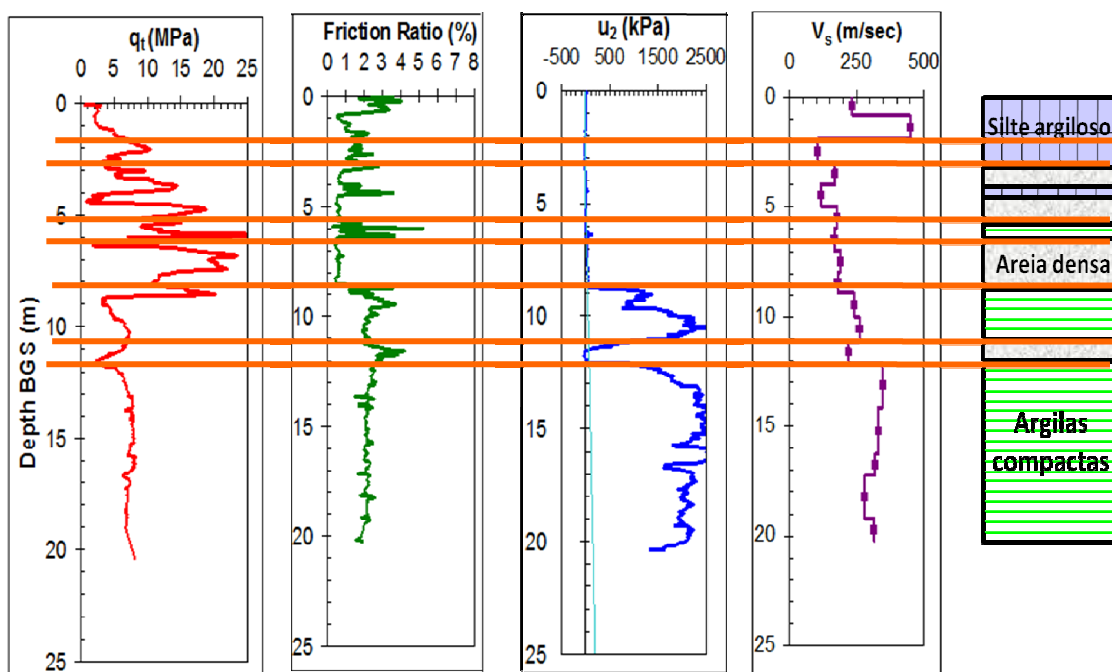 qt (MPa)
0 5 10 15 20 25
Depth BGS (m)
0
5
10
15
20
25
Friction Ratio (%)
0 1 2 3 4 5 6 7 8
0
5
10
15
20
25
u2 (kPa)
-500 500 1500 2500
0
5
10
15
20
25
Vs (m/sec)
0 250 500
0
5
10
15
20
25
Silte argiloso
Areia densa
Argilas
compactas